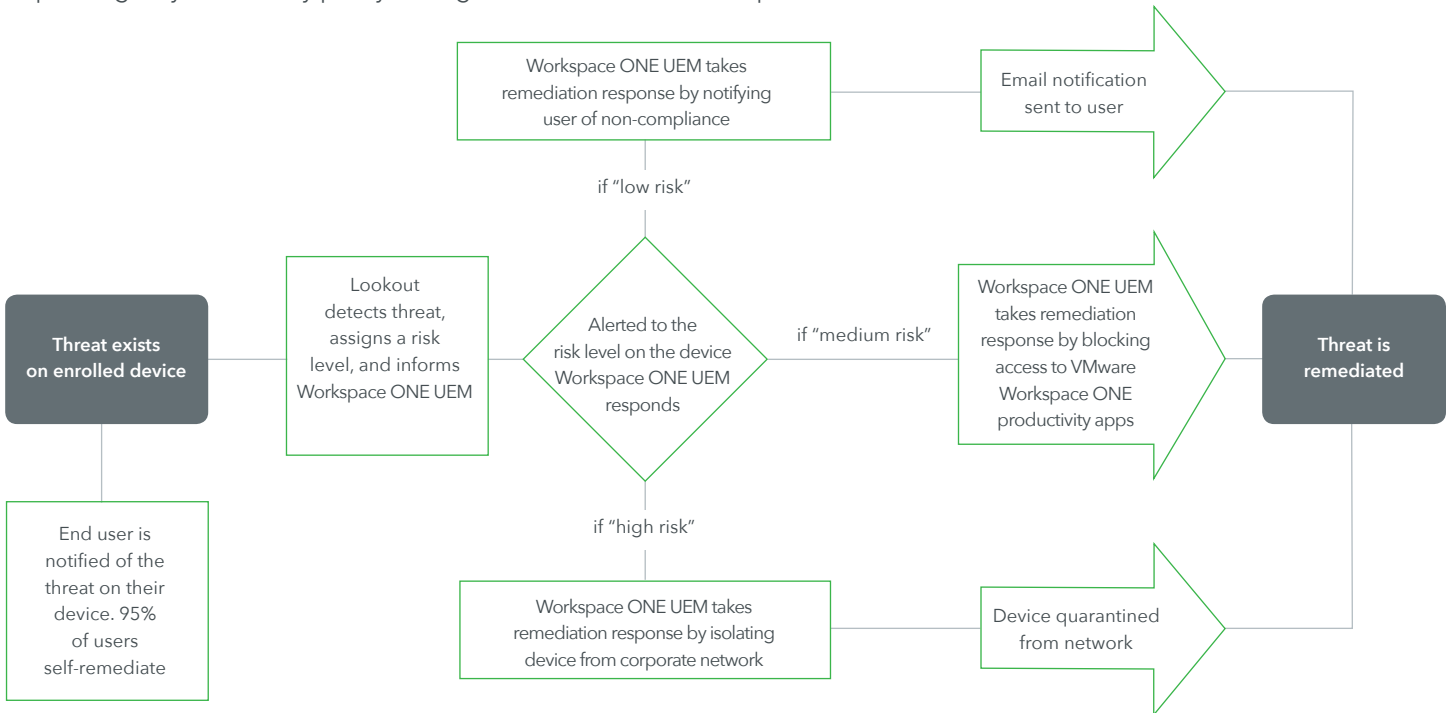 Workspace ONE UEM takes
remediation response by notifying
user of non-compliance
Email notification
sent to user
if “low risk”
Threat exists
on enrolled device
Lookout
detects threat,
assigns a risk
level, and informs
Workspace ONE UEM
Alerted to the
risk level on the device
Workspace ONE UEM
responds
if “medium risk”
Workspace ONE UEM
takes remediation
response by blocking
access to VMware
Workspace ONE
productivity apps
Threat is
remediated
End user is
notified of the
threat on their
device. 95%
of users
self-remediate
if “high risk”
Workspace ONE UEM takes
remediation response by isolating
device from corporate network
Device quarantined
from network